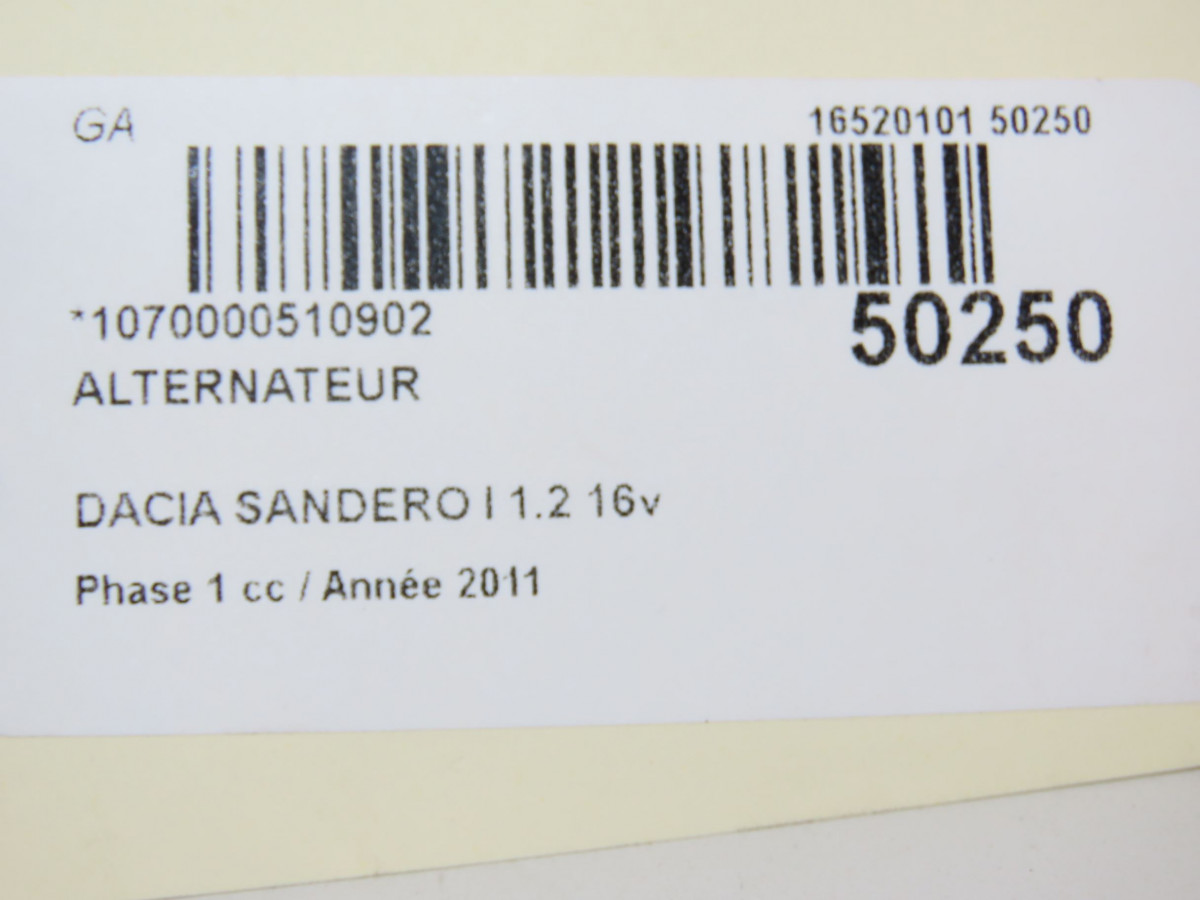 GA
16520101 50250
*1070000510902
50250
ALTERNATEUR
DACIA SANDERO I 1.2 16v
Phase 1 cc / Année 2011